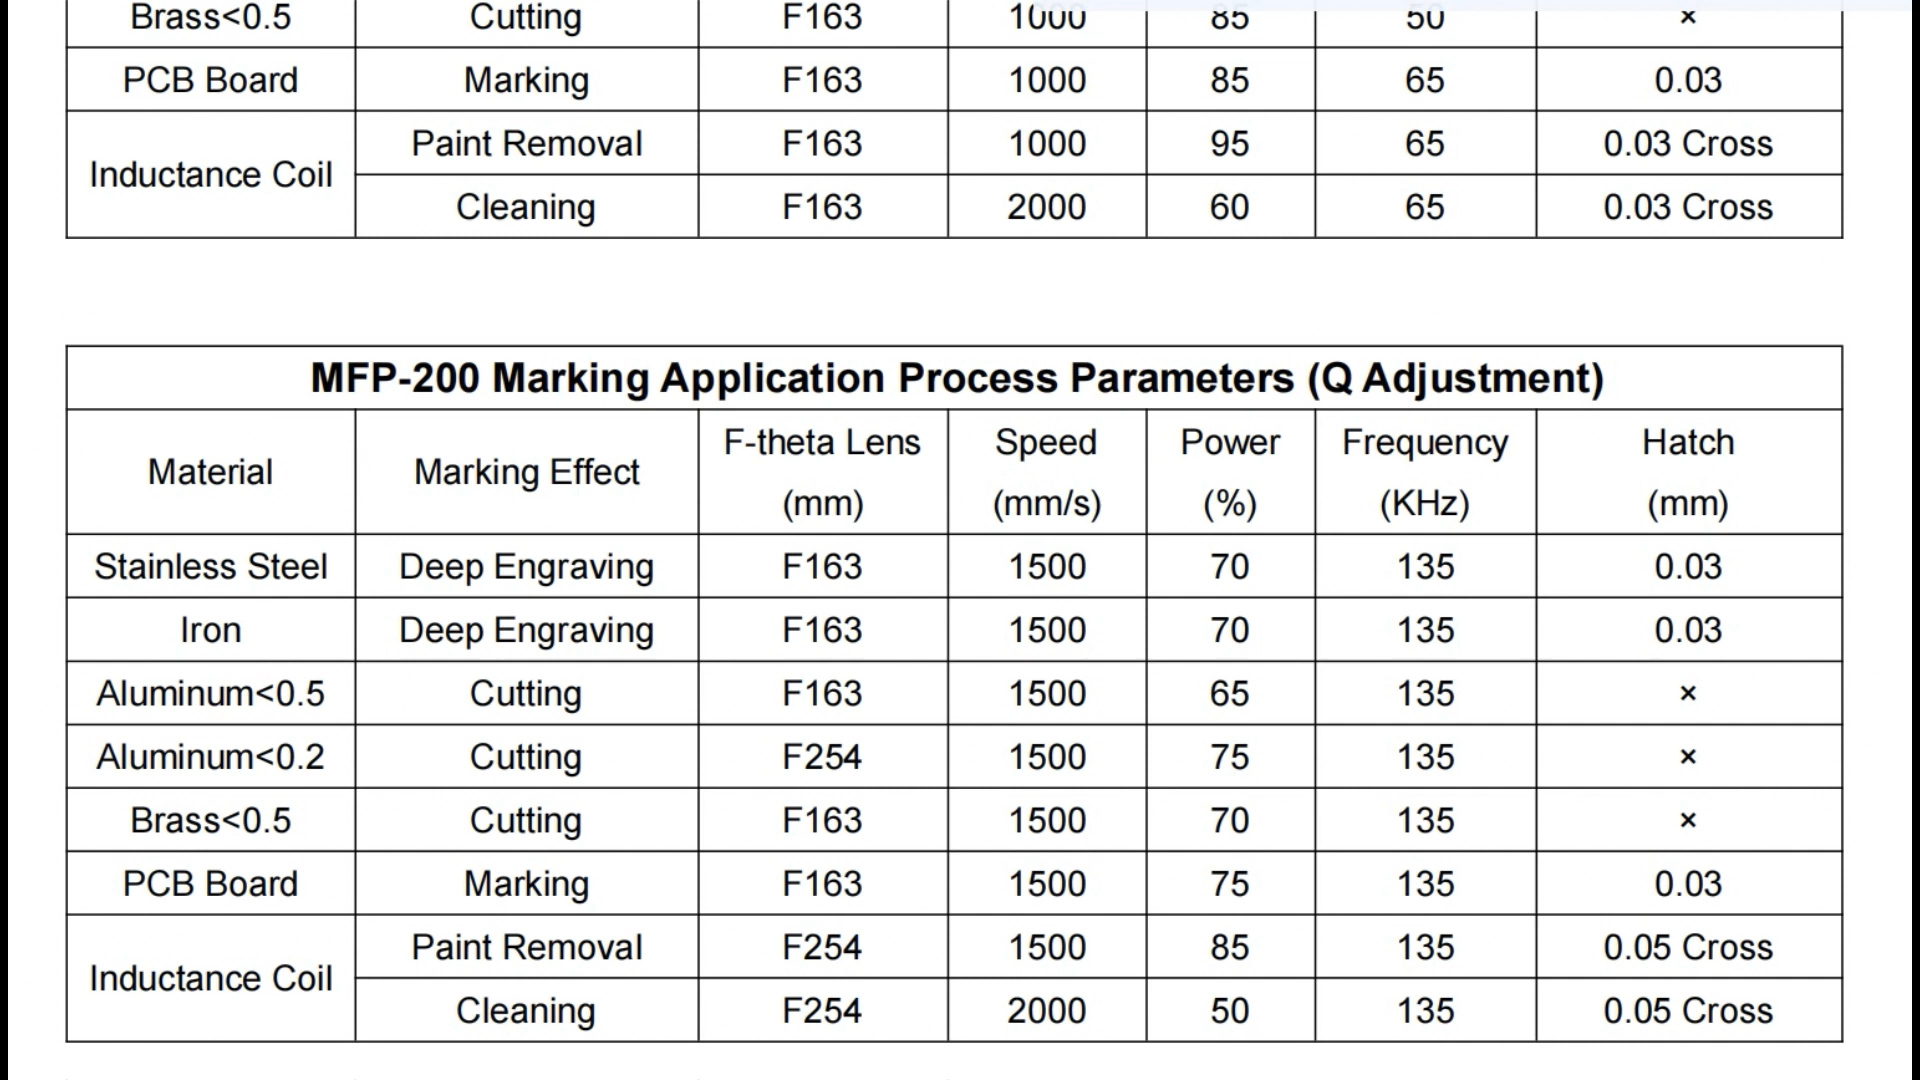 Brass<0.5 Cutting F163 1000 85 50 ×
PCB Board Marking F163 1000 85 65 0.03
Inductance Coil Paint Removal F163 1000 95 65 0.03 Cross
Cleaning F163 2000 60 65 0.03 Cross
MFP-200 Marking Application Process Parameters (Q Adjustment)
Material Marking Effect F-theta Lens (mm) Speed (mm/s) Power (%) Frequency (KHz) Hatch (mm)
Stainless Steel Deep Engraving F163 1500 70 135 0.03
Iron Deep Engraving F163 1500 70 135 0.03
Aluminum<0.5 Cutting F163 1500 65 135 ×
Aluminum<0.2 Cutting F254 1500 75 135 ×
Brass<0.5 Cutting F163 1500 70 135 ×
PCB Board Marking F163 1500 75 135 0.03
Inductance Coil Paint Removal F254 1500 85 135 0.05 Cross
Cleaning F254 2000 50 135 0.05 Cross